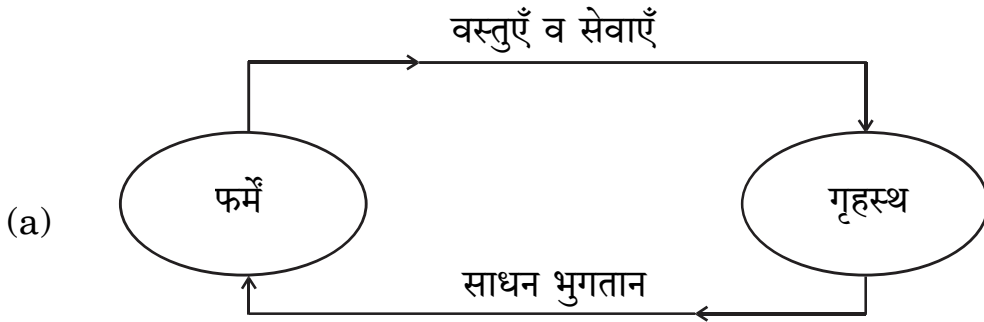 वस्तुएँ व सेवाएँ
फर्में
गृहस्थ
(a)
साधन भुगतान